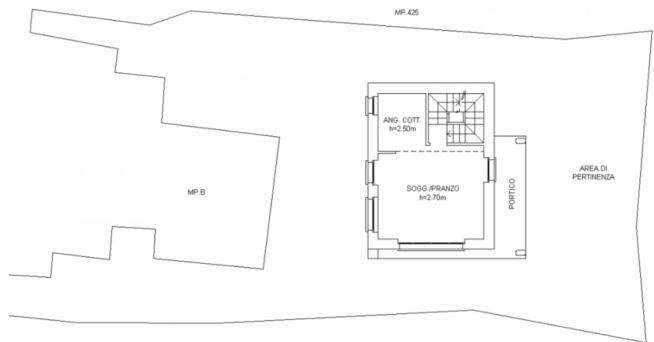 MP.425
ANG. COTT.
h=2.50m
SOGG./PRANZO
h=2.70m
PORTICO
AREA DI
PERTINENZA
MP.B